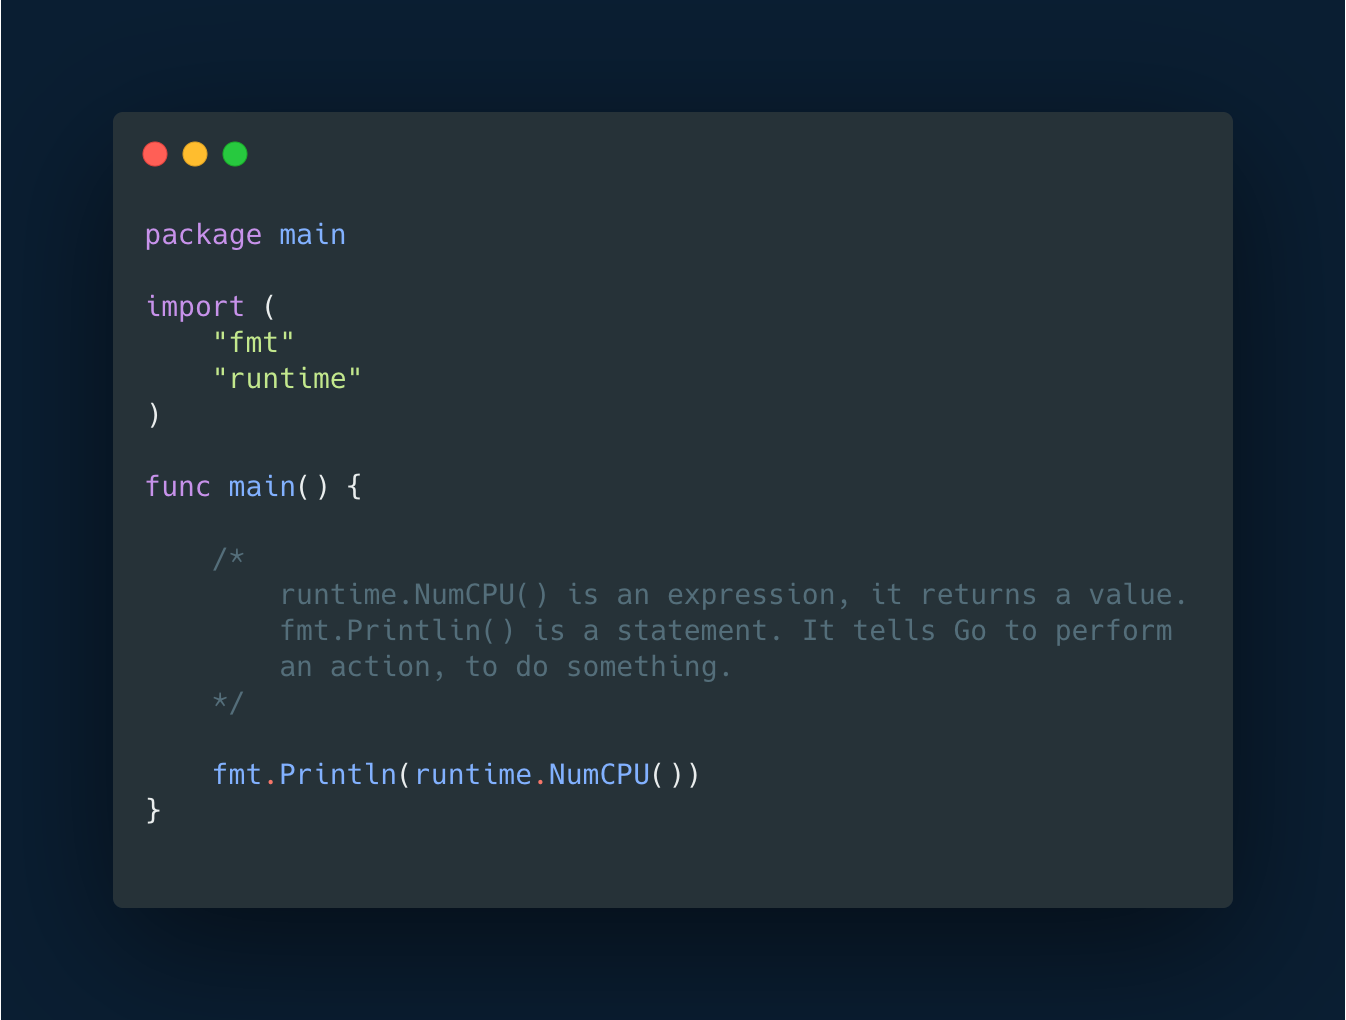 package main

import (
    "fmt"
    "runtime"
)

func main() {

    /*
        runtime.NumCPU() is an expression, it returns a value.
        fmt.Printlin() is a statement. It tells Go to perform
        an action, to do something.
    */

    fmt.Println(runtime.NumCPU())
}